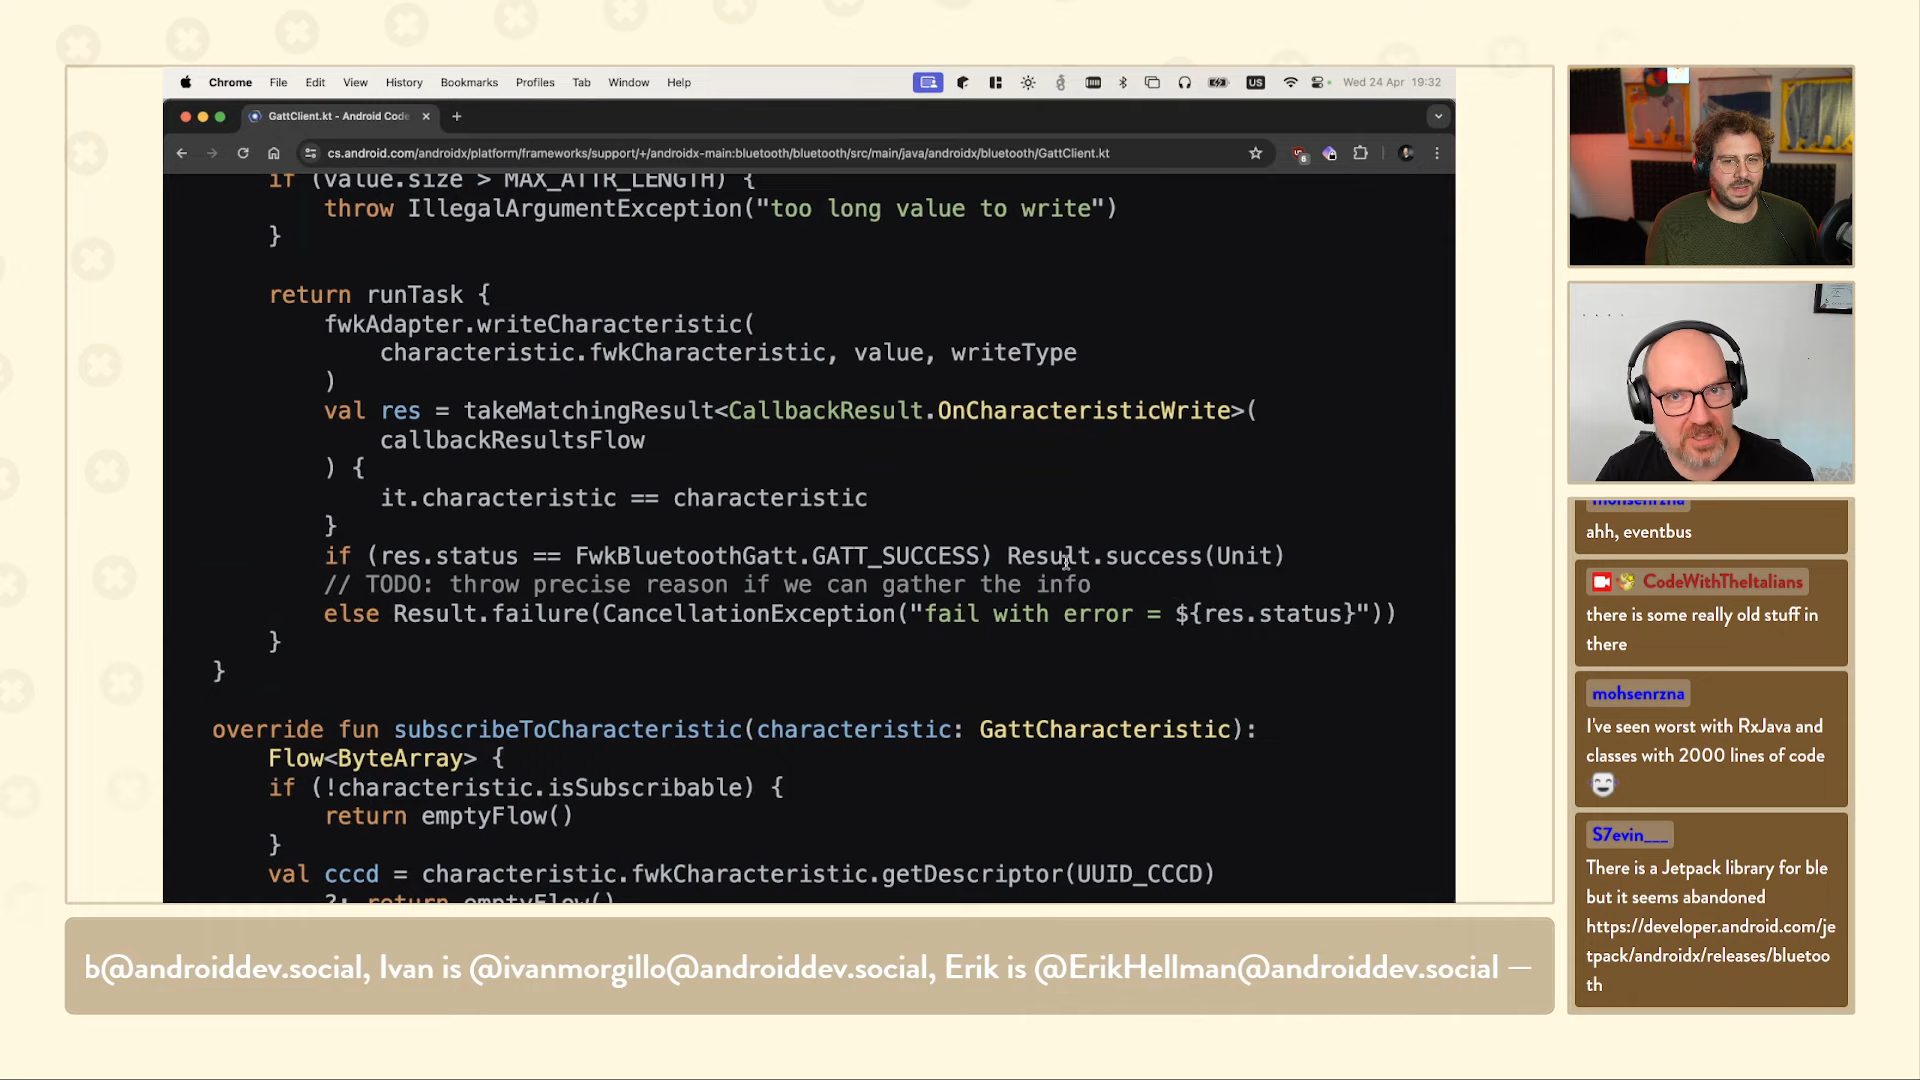 Chrome File Edit View History Bookmarks Profiles Tab Window Help US Wed 24 Apr 19:32
GattClient.kt - Android Code
cs.android.com/androidx/platform/frameworks/support/+/androidx-main:bluetooth/bluetooth/src/main/java/androidx/bluetooth/GattClient.kt
if (value.size > MAX_ATTR_LENGTH) {
throw IllegalArgumentException("too long value to write")
}
return runTask {
fwkAdapter.writeCharacteristic(
characteristic.fwkCharacteristic, value, writeType
)
val res = takeMatchingResult<CallbackResult.OnCharacteristicWrite>(
callbackResultsFlow
) {
it.characteristic == characteristic
}
if (res.status == FwkBluetoothGatt.GATT_SUCCESS) Result.success(Unit)
// TODO: throw precise reason if we can gather the info
else Result.failure(CancellationException("fail with error = ${res.status}"))
}
}
override fun subscribeToCharacteristic(characteristic: GattCharacteristic):
Flow<ByteArray> {
if (!characteristic.isSubscribable) {
return emptyFlow()
}
val cccd = characteristic.fwkCharacteristic.getDescriptor(UUID_CCCD)
?: return emptyFlow()
mohsenrzna
ahh, eventbus
CodeWithTheItalians
there is some really old stuff in
there
mohsenrzna
I've seen worst with RxJava and
classes with 2000 lines of code
S7evin___
There is a Jetpack library for ble
but it seems abandoned
https://developer.android.com/je
tpack/androidx/releases/bluetoo
th
b@androiddev.social, Ivan is @ivanmorgillo@androiddev.social, Erik is @ErikHellman@androiddev.social —